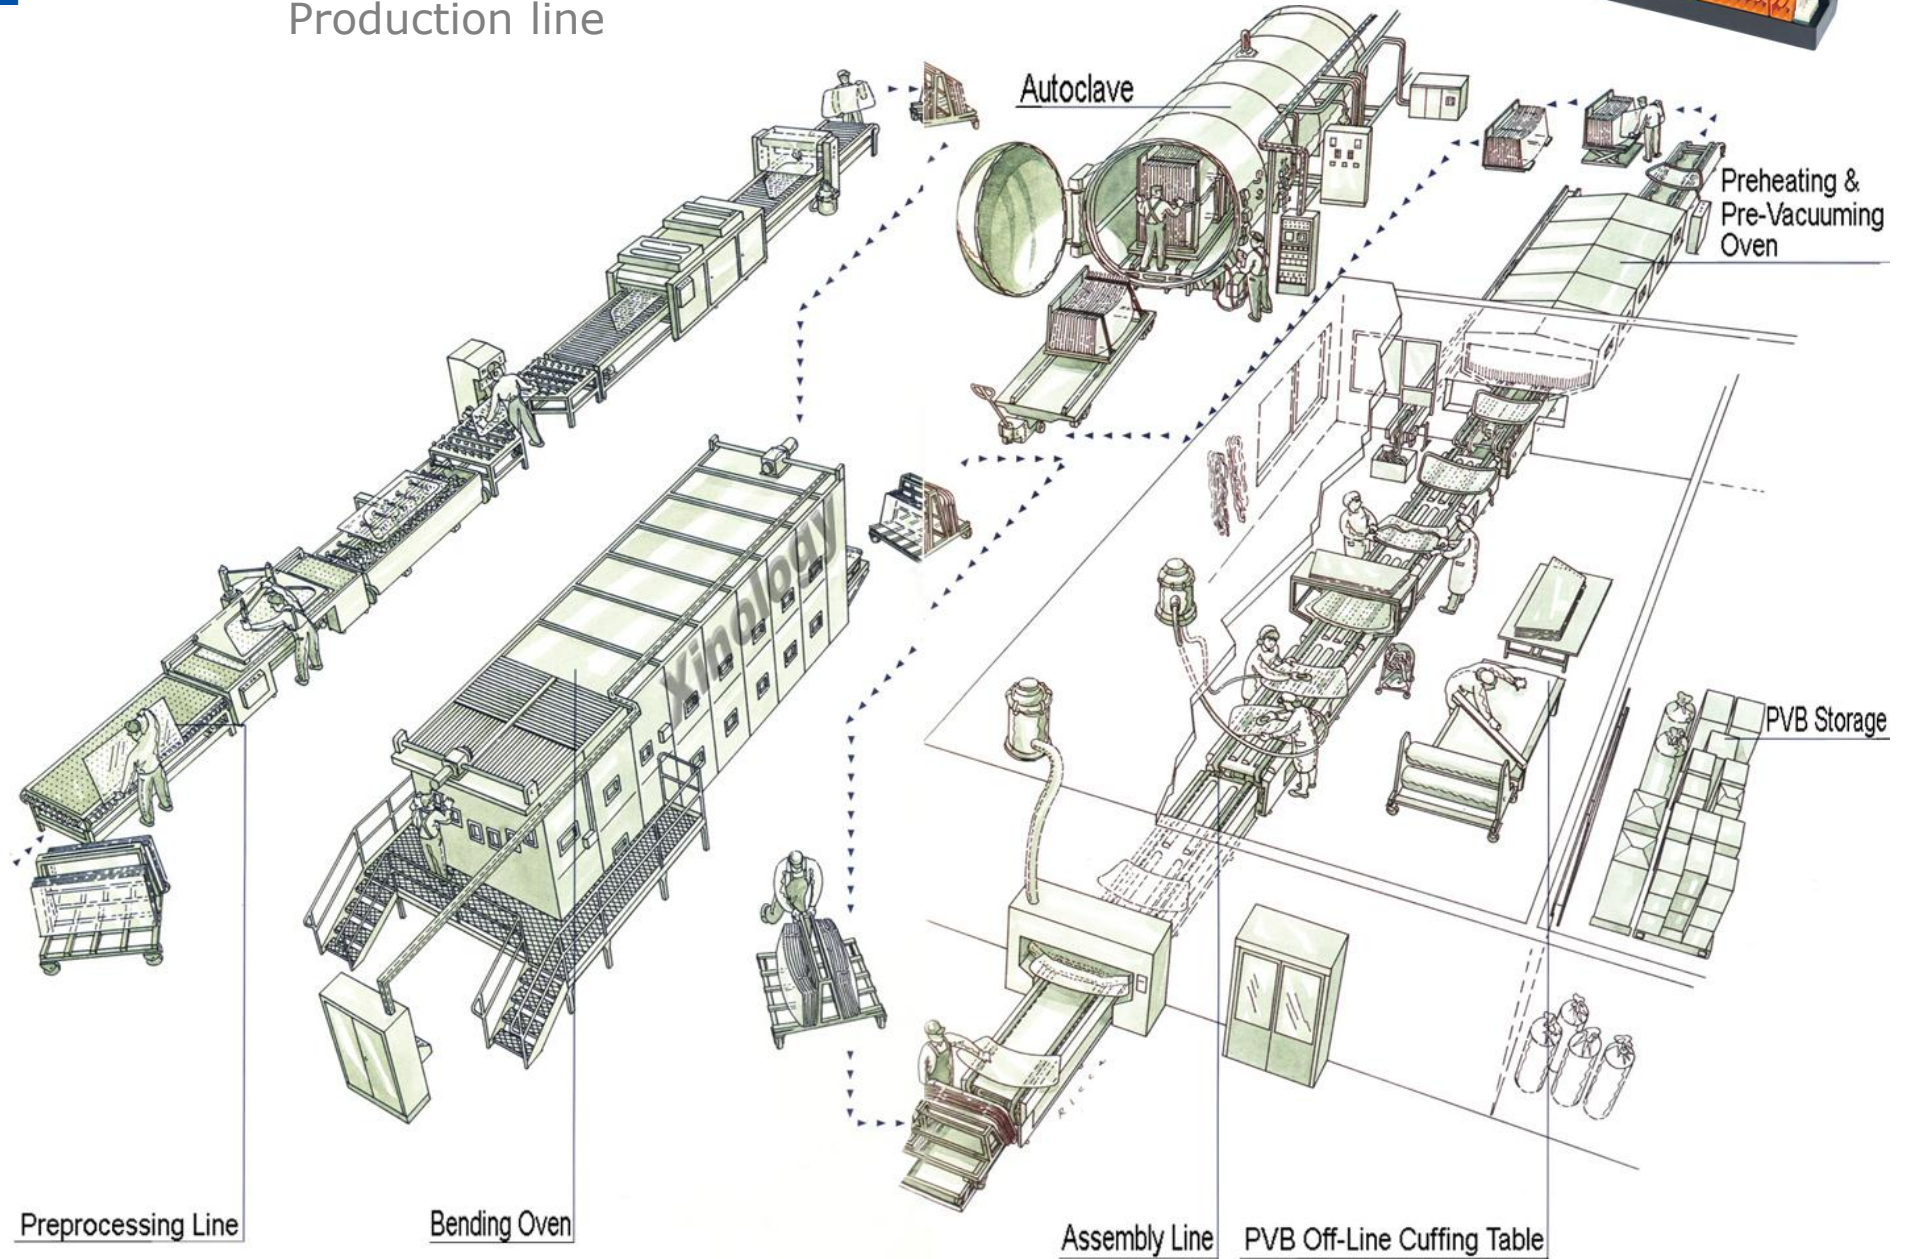 Production line
Autoclave
Preheating &
Pre-Vacuuming
Oven
Xinology
PVB Storage
RICCA
Preprocessing Line
Bending Oven
Assembly Line
PVB Off-Line Cuffing Table